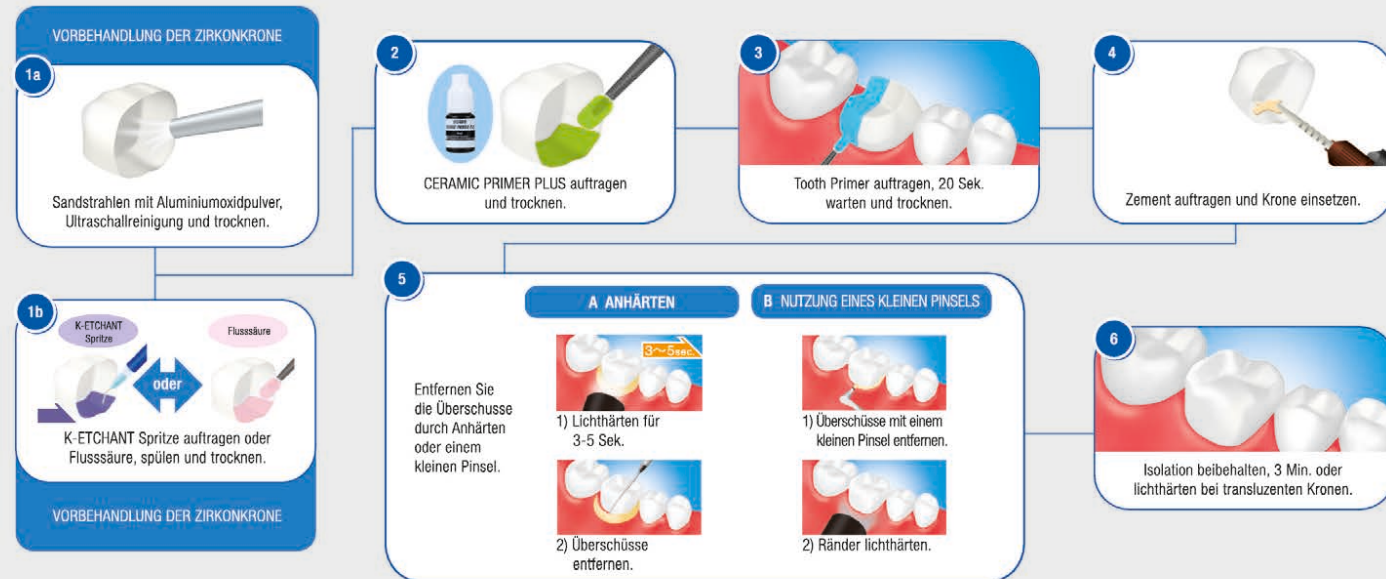 VORBEHANDLUNG DER ZIRKONKRONE
1a
Sandstrahlen mit Aluminiumoxidpulver,
Ultraschallreinigung und trocknen.
1b
K-ETCHANT
Spritze
oder
Flusssäure
K-ETCHANT Spritze auftragen oder
Flusssäure, spülen und trocknen.
VORBEHANDLUNG DER ZIRKONKRONE
2
CERAMIC PRIMER PLUS auftragen
und trocknen.
3
Tooth Primer auftragen, 20 Sek.
warten und trocknen.
4
Zement auftragen und Krone einsetzen.
5
Entfernen Sie
die Überschusse
durch Anhärten
oder einem
kleinen Pinsel.
A ANHÄRTEN
3~5sec.
1) Lichthärten für
3-5 Sek.
2) Überschüsse
entfernen.
B NUTZUNG EINES KLEINEN PINSELS
1) Überschüsse mit einem
kleinen Pinsel entfernen.
2) Ränder lichthärten.
6
Isolation beibehalten, 3 Min. oder
lichthärten bei transluzenten Kronen.